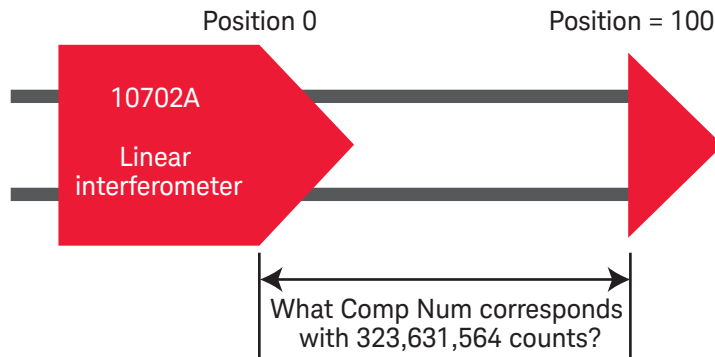 Position 0
Position = 100
10702A
Linear
interferometer
What Comp Num corresponds
with 323,631,564 counts?